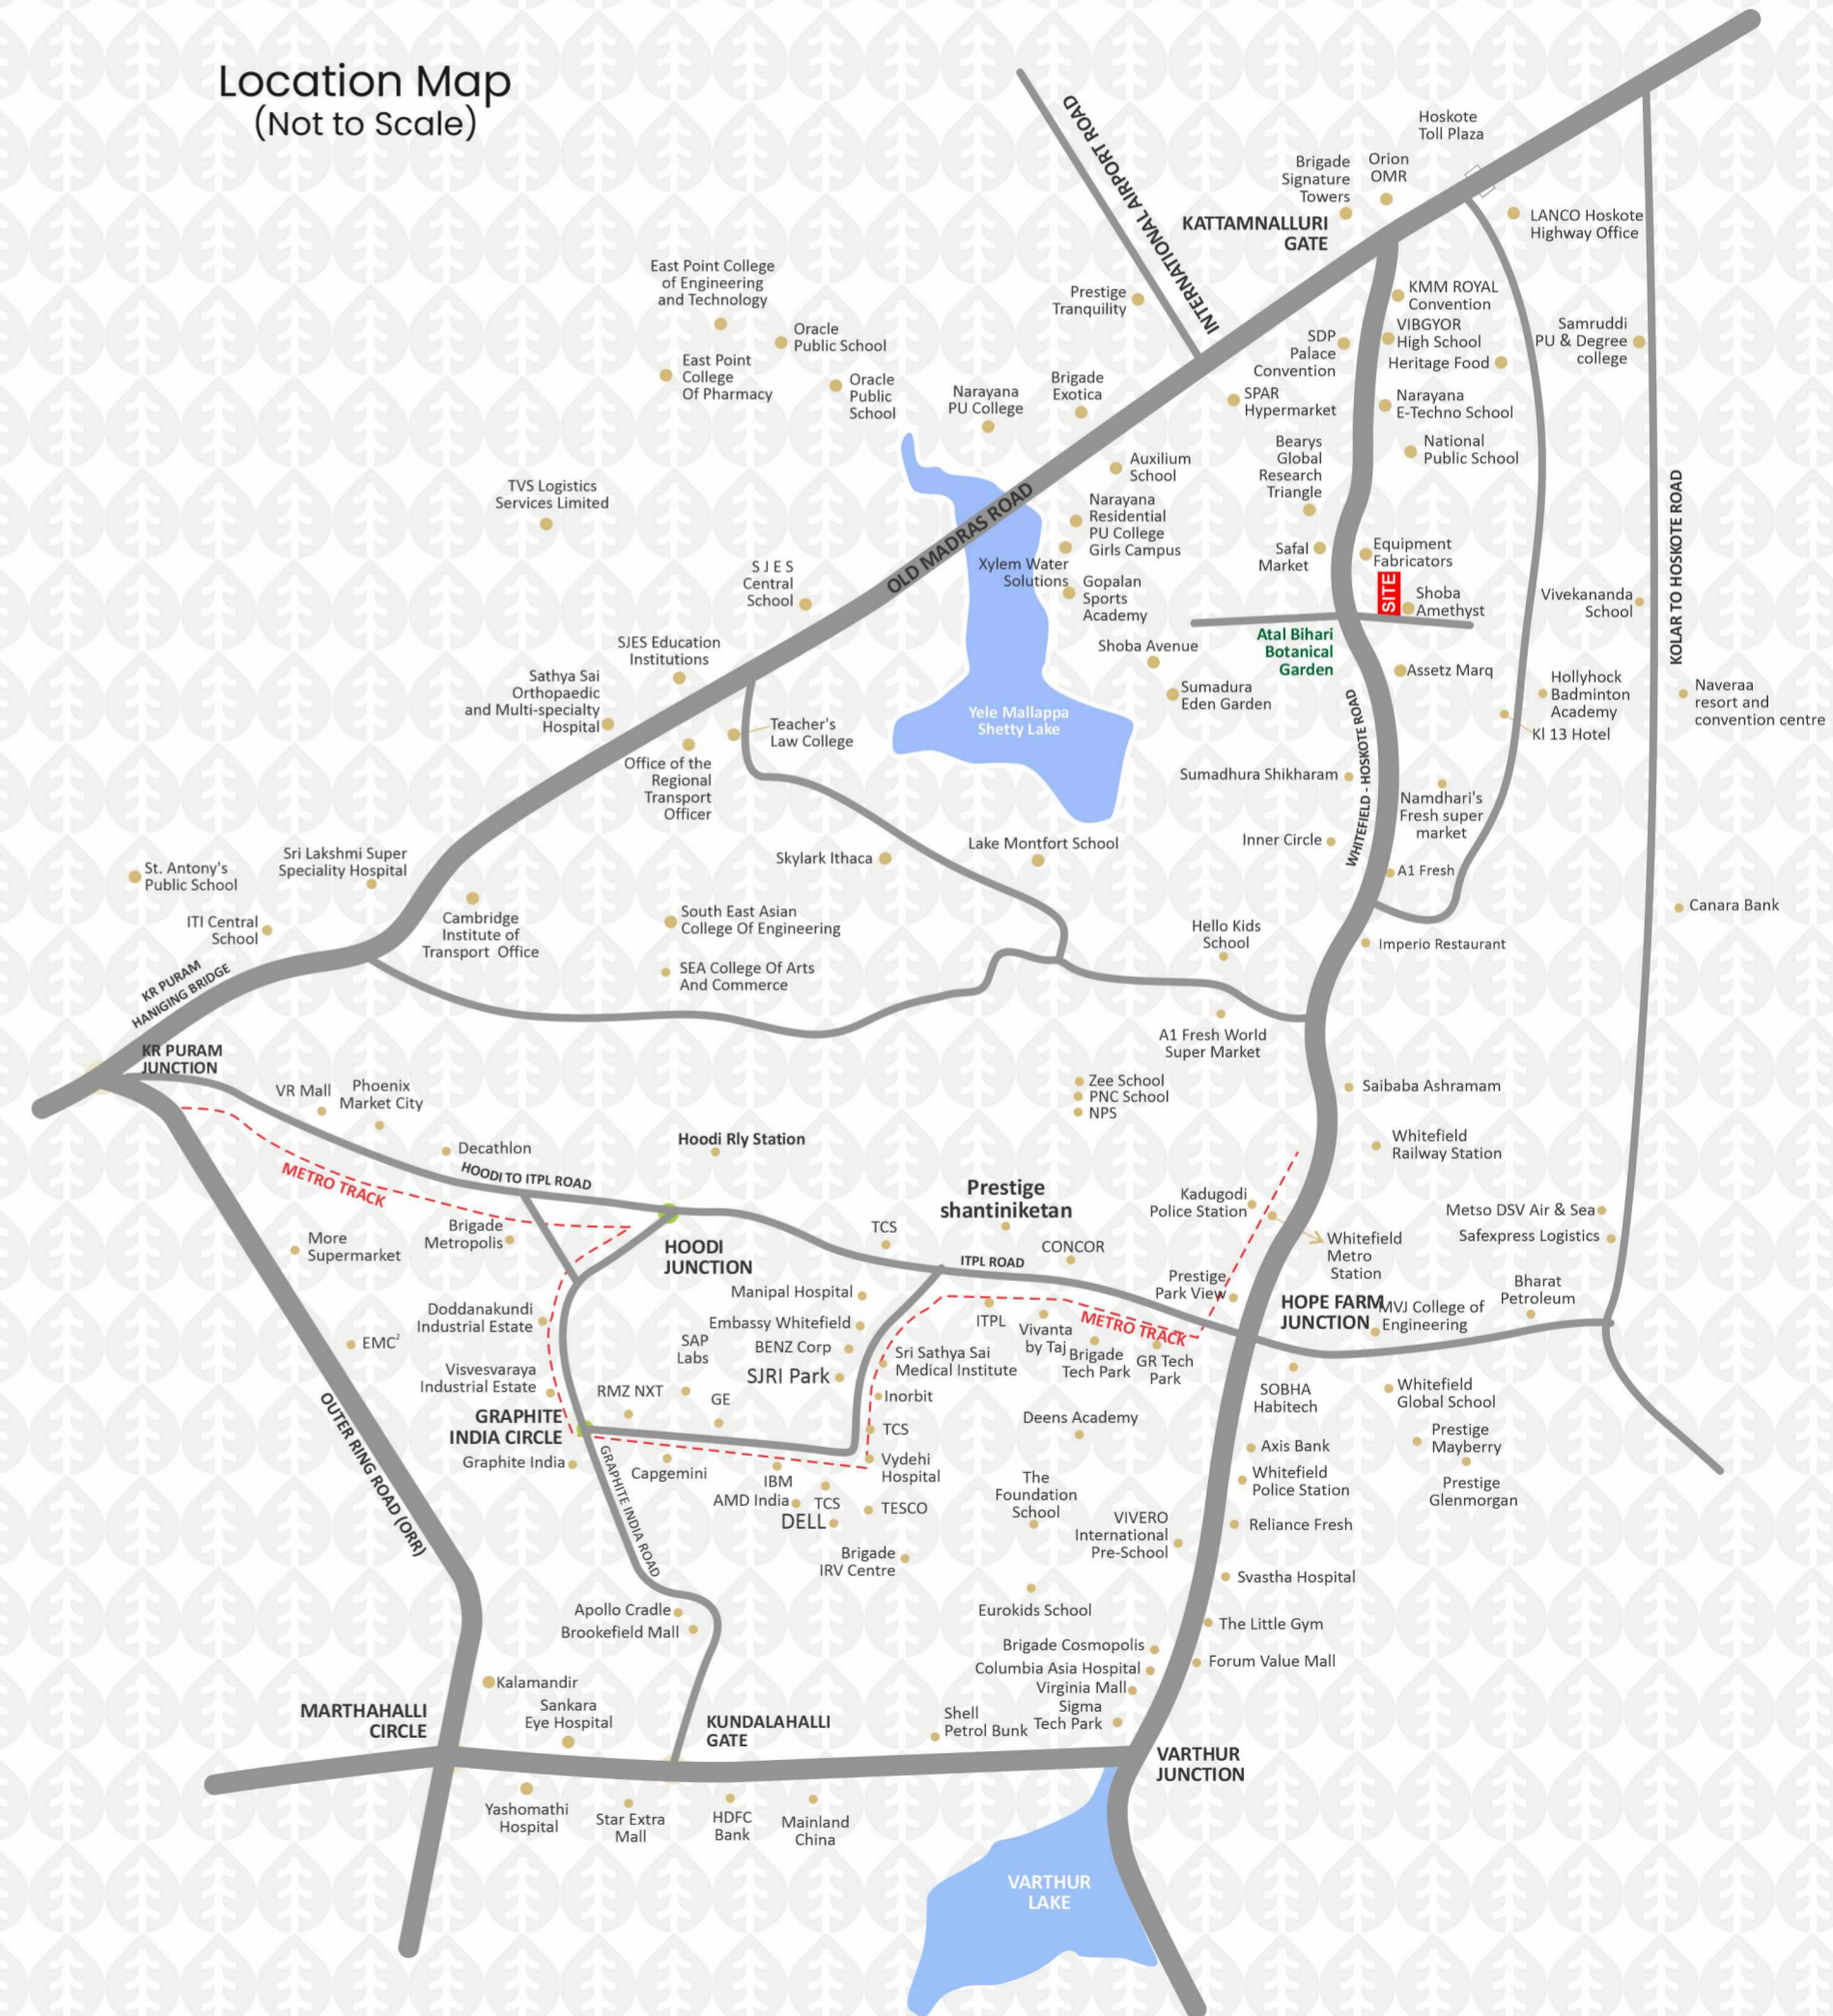 Location Map
(Not to Scale)
INTERNATIONAL AIRPORT ROAD
Hoskote
Toll Plaza
Brigade
Signature
Towers
Orion
OMR
KATTAMNALLURI
GATE
LANCO Hoskote
Highway Office
East Point College
of Engineering
and Technology
Oracle
Public School
East Point
College
Of Pharmacy
Oracle
Public
School
Prestige
Tranquility
Narayana
PU College
Brigade
Exotica
KMM ROYAL
Convention
VIBGYOR
High School
SDP
Palace
Convention
Heritage Food
Samruddi
PU & Degree
college
SPAR
Hypermarket
Narayana
E-Techno School
Bearys
Global
Research
Triangle
National
Public School
Auxilium
School
TVS Logistics
Services Limited
Narayana
Residential
PU College
Girls Campus
OLD MADRAS ROAD
Xylem Water
Solutions
Gopalan
Sports
Academy
Safal
Market
Equipment
Fabricators
SITE
Shoba
Amethyst
Vivekananda
School
KOLAR TO HOSKOTE ROAD
S J E S
Central
School
SJES Education
Institutions
Sathya Sai
Orthopaedic
and Multi-specialty
Hospital
Shoba Avenue
Atal Bihari
Botanical
Garden
Assetz Marq
Sumadura
Eden Garden
Hollyhock
Badminton
Academy
Naveraa
resort and
convention centre
Kl 13 Hotel
Yele Mallappa
Shetty Lake
Teacher's
Law College
Office of the
Regional
Transport
Officer
WHITEFIELD - HOSKOTE ROAD
Sumadhura Shikharam
Namdhari's
Fresh super
market
Inner Circle
A1 Fresh
Skylark Ithaca
Lake Montfort School
St. Antony's
Public School
Sri Lakshmi Super
Speciality Hospital
ITI Central
School
Cambridge
Institute of
Transport Office
South East Asian
College Of Engineering
SEA College Of Arts
And Commerce
Hello Kids
School
Imperio Restaurant
Canara Bank
KR PURAM
HANIGING BRIDGE
KR PURAM
JUNCTION
A1 Fresh World
Super Market
VR Mall
Phoenix
Market City
Zee School
PNC School
NPS
Saibaba Ashramam
Decathlon
Hoodi Rly Station
Whitefield
Railway Station
METRO TRACK
HOODI TO ITPL ROAD
Prestige
shantiniketan
Kadugodi
Police Station
Metso DSV Air & Sea
Safexpress Logistics
More
Supermarket
Brigade
Metropolis
HOODI
JUNCTION
TCS
CONCOR
ITPL ROAD
Whitefield
Metro
Station
Prestige
Park View
Bharat
Petroleum
HOPE FARM
JUNCTION
MVJ College of
Engineering
Manipal Hospital
Embassy Whitefield
BENZ Corp
SJRI Park
SAP
Labs
Doddanakundi
Industrial Estate
EMC2
Visvesvaraya
Industrial Estate
ITPL
Vivanta
by Taj
METRO TRACK
Brigade
Tech Park
GR Tech
Park
Sri Sathya Sai
Medical Institute
Inorbit
RMZ NXT
GE
SOBHA
Habitech
Whitefield
Global School
GRAPHITE
INDIA CIRCLE
Graphite India
OUTER RING ROAD (ORR)
GRAPHITE INDIA ROAD
Capgemini
TCS
Vydehi
Hospital
Deens Academy
Axis Bank
Prestige
Mayberry
Whitefield
Police Station
Prestige
Glenmorgan
IBM
AMD India
TCS
TESCO
DELL
The
Foundation
School
Reliance Fresh
VIVERO
International
Pre-School
Brigade
IRV Centre
Svastha Hospital
Apollo Cradle
Brookefield Mall
Eurokids School
The Little Gym
Brigade Cosmopolis
Columbia Asia Hospital
Forum Value Mall
Virginia Mall
Sigma
Tech Park
Shell
Petrol Bunk
Kalamandir
Sankara
Eye Hospital
MARTHAHALLI
CIRCLE
KUNDALAHALLI
GATE
VARTHUR
JUNCTION
Yashomathi
Hospital
Star Extra
Mall
HDFC
Bank
Mainland
China
VARTHUR
LAKE